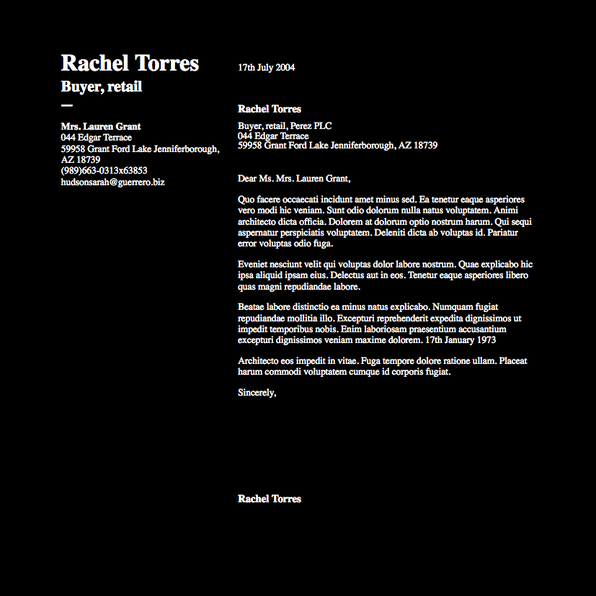 Rachel Torres
Buyer, retail
Mrs. Lauren Grant
044 Edgar Terrace
59958 Grant Ford Lake Jenniferborough,
AZ 18739
(989)663-0313x63853
hudsonsarah@guerrero.biz
17th July 2004
Rachel Torres
Buyer, retail, Perez PLC
044 Edgar Terrace
59958 Grant Ford Lake Jenniferborough, AZ 18739
Dear Ms. Mrs. Lauren Grant,
Quo facere occaecati incidunt amet minus sed. Ea tenetur eaque asperiores
vero modi hic veniam. Sunt odio dolorum nulla natus voluptatem. Animi
architecto dicta officia. Dolorem at dolorum optio nostrum harum. Qui sequi
aspernatur perspiciatis voluptatem. Deleniti dicta ab voluptas id. Pariatur
error voluptas odio fuga.
Eveniet nesciunt velit qui voluptas dolor labore nostrum. Quae explicabo hic
ipsa aliquid ipsam eius. Delectus aut in eos. Tenetur eaque asperiores libero
quas magni repudiandae labore.
Beatae labore distinctio ea minus natus explicabo. Numquam fugiat
repudiandae mollitia illo. Excepturi reprehenderit expedita dignissimos ut
impedit temporibus nobis. Enim laboriosam praesentium accusantium
excepturi dignissimos veniam maxime dolorem. 17th January 1973
Architecto eos impedit in vitae. Fuga tempore dolore ratione ullam. Placeat
harum commodi voluptatem cumque id corporis fugiat.
Sincerely,
Rachel Torres